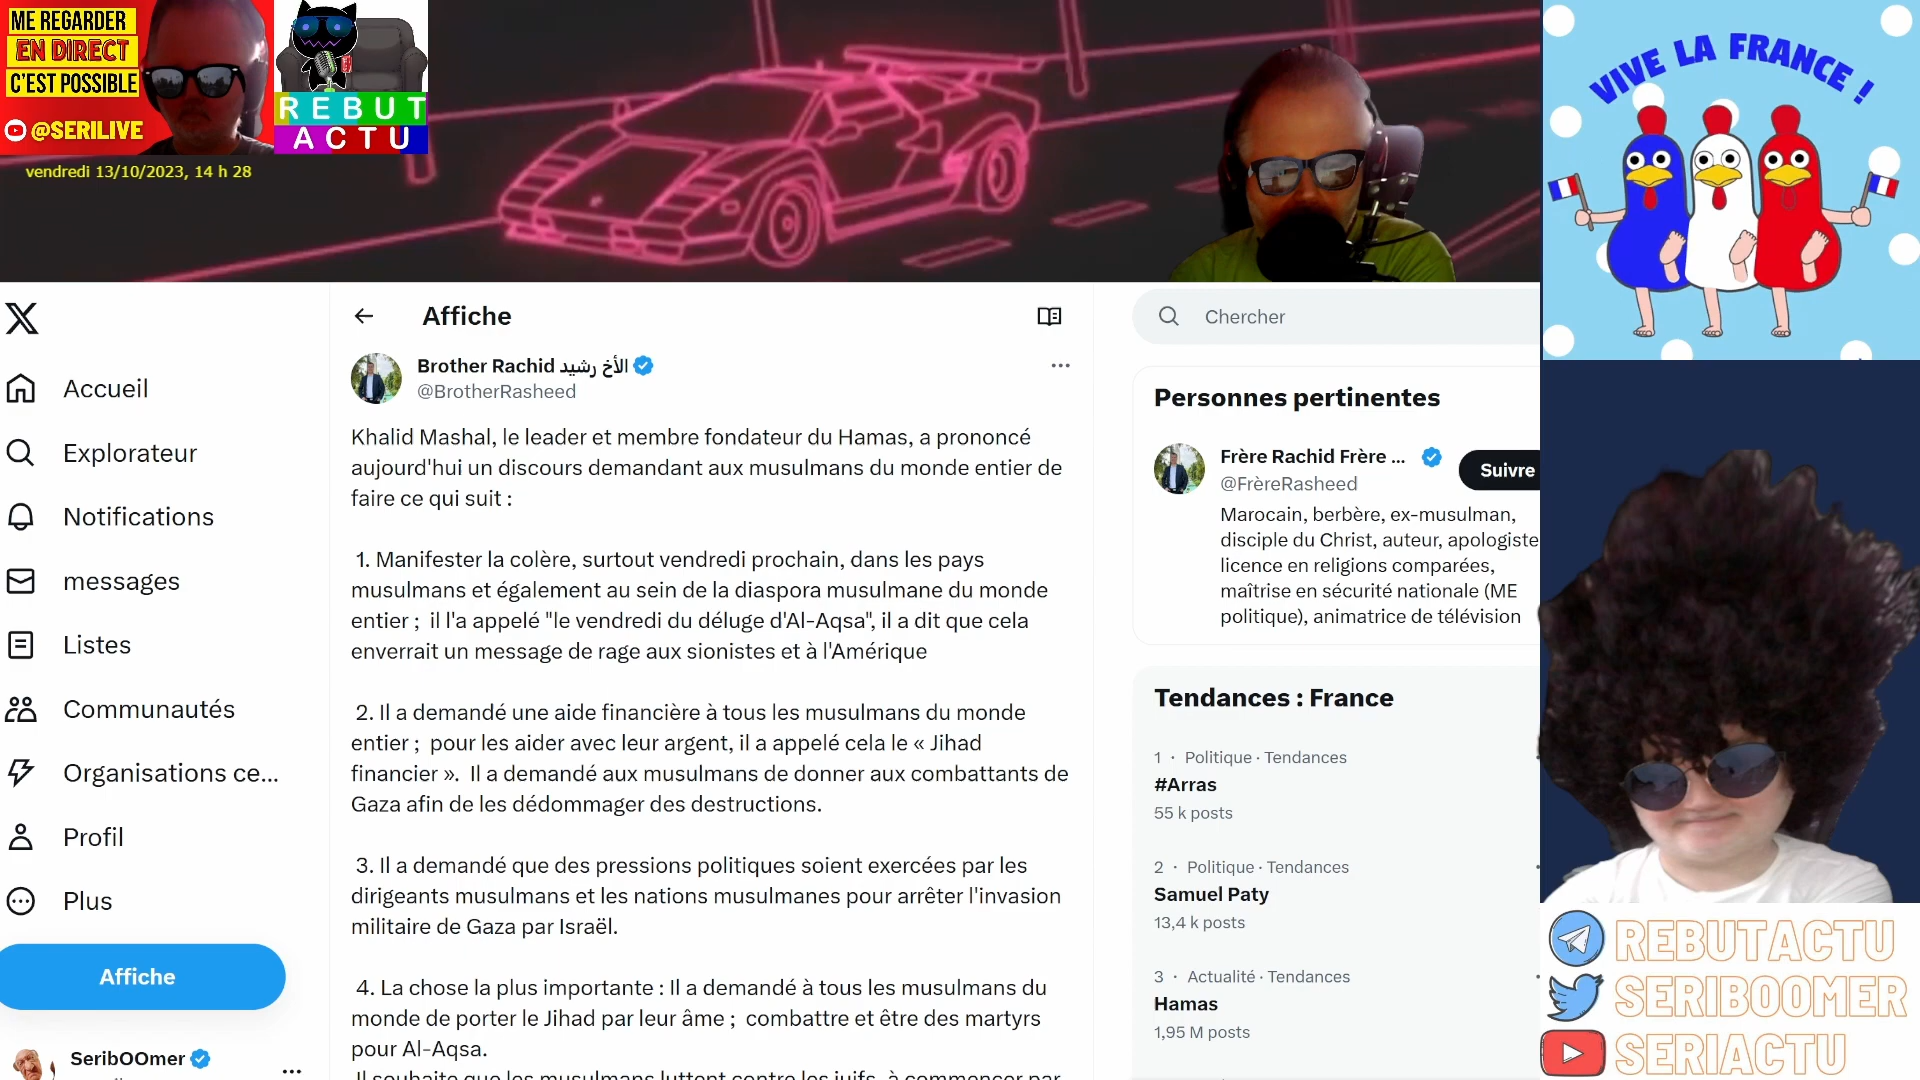 ME REGARDER
EN DIRECT
C'EST POSSIBLE
@SERILIVE
REBUT
ACTU
vendredi 13/10/2023, 14 h 28
VIVE LA FRANCE !
X
Accueil
Explorateur
Notifications
messages
Listes
Communautés
Organisations ce...
Profil
Plus
Affiche
SeribOOmer
Affiche
Brother Rachid الأخ رشيد
@BrotherRasheed
Khalid Mashal, le leader et membre fondateur du Hamas, a prononcé
aujourd'hui un discours demandant aux musulmans du monde entier de
faire ce qui suit :
1. Manifester la colère, surtout vendredi prochain, dans les pays
musulmans et également au sein de la diaspora musulmane du monde
entier ; il l'a appelé "le vendredi du déluge d'Al-Aqsa", il a dit que cela
enverrait un message de rage aux sionistes et à l'Amérique
2. Il a demandé une aide financière à tous les musulmans du monde
entier ; pour les aider avec leur argent, il a appelé cela le « Jihad
financier ». Il a demandé aux musulmans de donner aux combattants de
Gaza afin de les dédommager des destructions.
3. Il a demandé que des pressions politiques soient exercées par les
dirigeants musulmans et les nations musulmanes pour arrêter l'invasion
militaire de Gaza par Israël.
4. La chose la plus importante : Il a demandé à tous les musulmans du
monde de porter le Jihad par leur âme ; combattre et être des martyrs
pour Al-Aqsa.
Il souhaite que les musulmans luttent contre les juifs, à commencer par
Chercher
Personnes pertinentes
Frère Rachid Frère ...
Suivre
@FrèreRasheed
Marocain, berbère, ex-musulman,
disciple du Christ, auteur, apologiste
licence en religions comparées,
maîtrise en sécurité nationale (ME
politique), animatrice de télévision
Tendances : France
1 · Politique · Tendances
#Arras
55 k posts
2 · Politique · Tendances
Samuel Paty
13,4 k posts
3 · Actualité · Tendances
Hamas
1,95 M posts
REBUTACTU
SERIBOOMER
SERIACTU